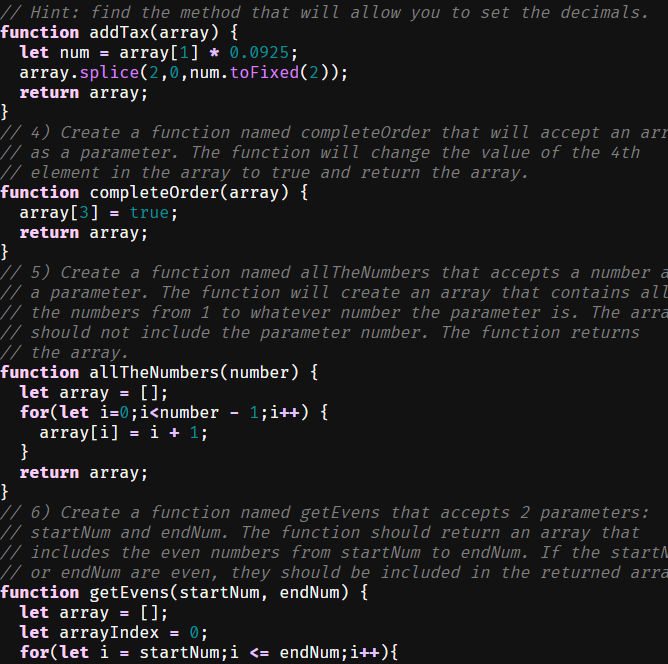 // Hint: find the method that will allow you to set the decimals.
function addTax(array) {
  let num = array[1] * 0.0925;
  array.splice(2,0,num.toFixed(2));
  return array;
}
// 4) Create a function named completeOrder that will accept an arr
// as a parameter. The function will change the value of the 4th
// element in the array to true and return the array.
function completeOrder(array) {
  array[3] = true;
  return array;
}
// 5) Create a function named allTheNumbers that accepts a number a
// a parameter. The function will create an array that contains all
// the numbers from 1 to whatever number the parameter is. The arra
// should not include the parameter number. The function returns
// the array.
function allTheNumbers(number) {
  let array = [];
  for(let i=0;i<number - 1;i++) {
    array[i] = i + 1;
  }
  return array;
}
// 6) Create a function named getEvens that accepts 2 parameters:
// startNum and endNum. The function should return an array that
// includes the even numbers from startNum to endNum. If the startN
// or endNum are even, they should be included in the returned arra
function getEvens(startNum, endNum) {
  let array = [];
  let arrayIndex = 0;
  for(let i = startNum;i <= endNum;i++){